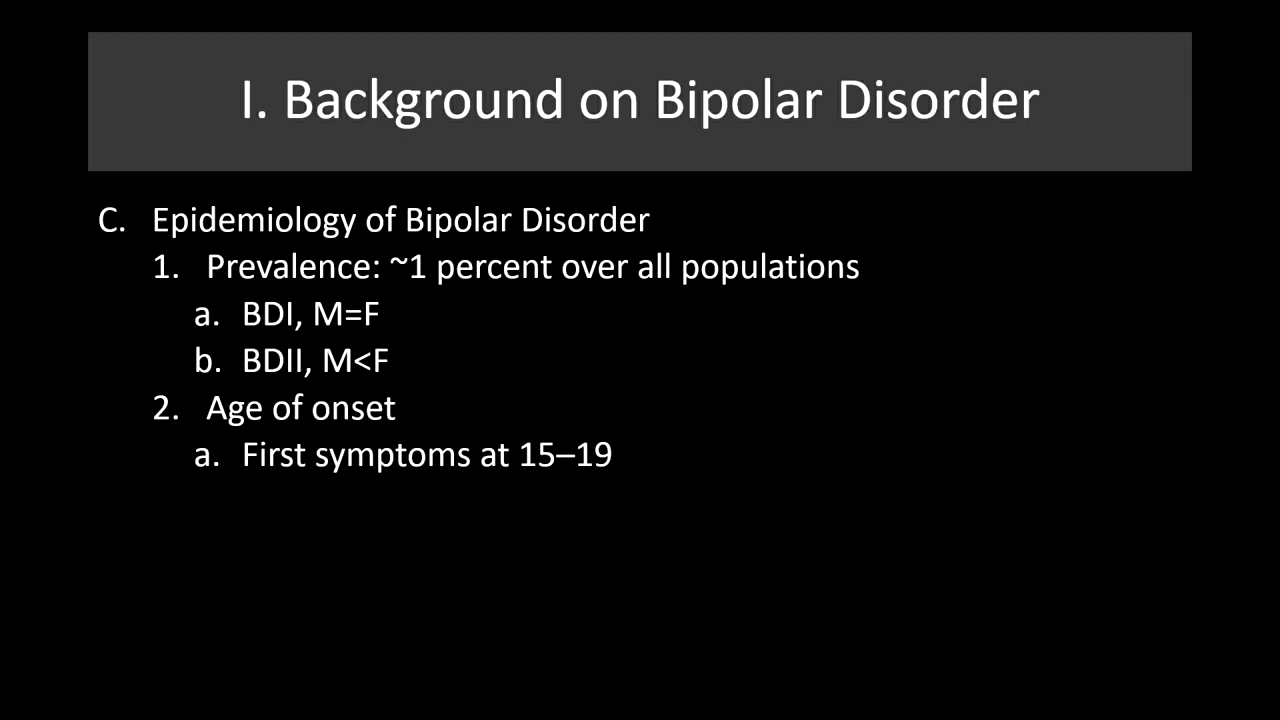 I. Background on Bipolar Disorder
C. Epidemiology of Bipolar Disorder
1. Prevalence: ~1 percent over all populations
a. BDI, M=F
b. BDII, M<F
2. Age of onset
a. First symptoms at 15–19